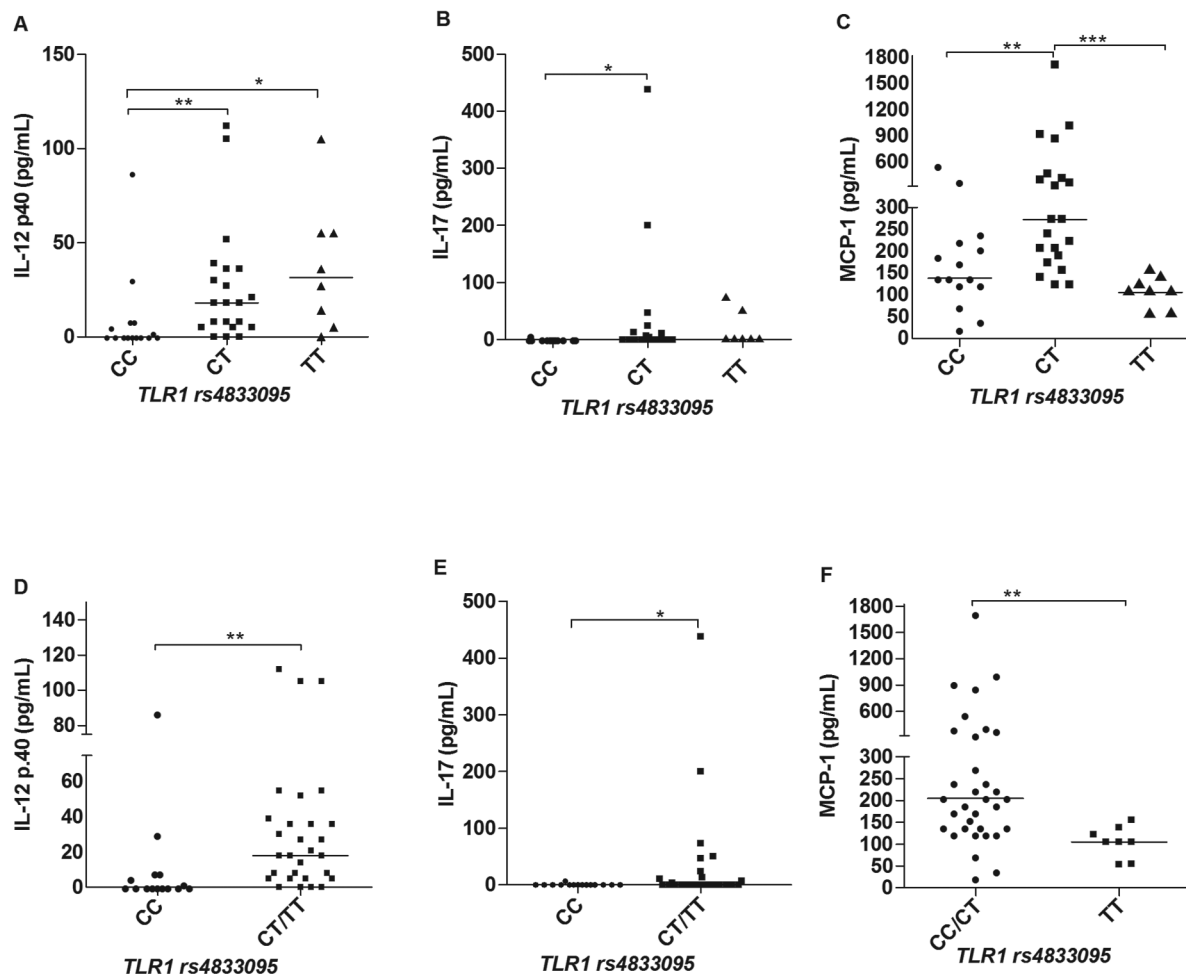 A
IL-12 p40 (pg/mL)
150
100
50
0
*
**
CC
CT
TT
TLR1 rs4833095
B
IL-17 (pg/mL)
500
400
300
200
100
0
*
CC
CT
TT
TLR1 rs4833095
C
MCP-1 (pg/mL)
1800
1500
1200
900
600
300
250
200
150
100
50
0
**
***
CC
CT
TT
TLR1 rs4833095
D
IL-12 p.40 (pg/mL)
140
120
100
80
60
40
20
0
**
CC
CT/TT
TLR1 rs4833095
E
IL-17 (pg/mL)
500
400
300
200
100
0
*
CC
CT/TT
TLR1 rs4833095
F
MCP-1 (pg/mL)
1800
1500
1200
900
600
300
250
200
150
100
50
0
**
CC/CT
TT
TLR1 rs4833095